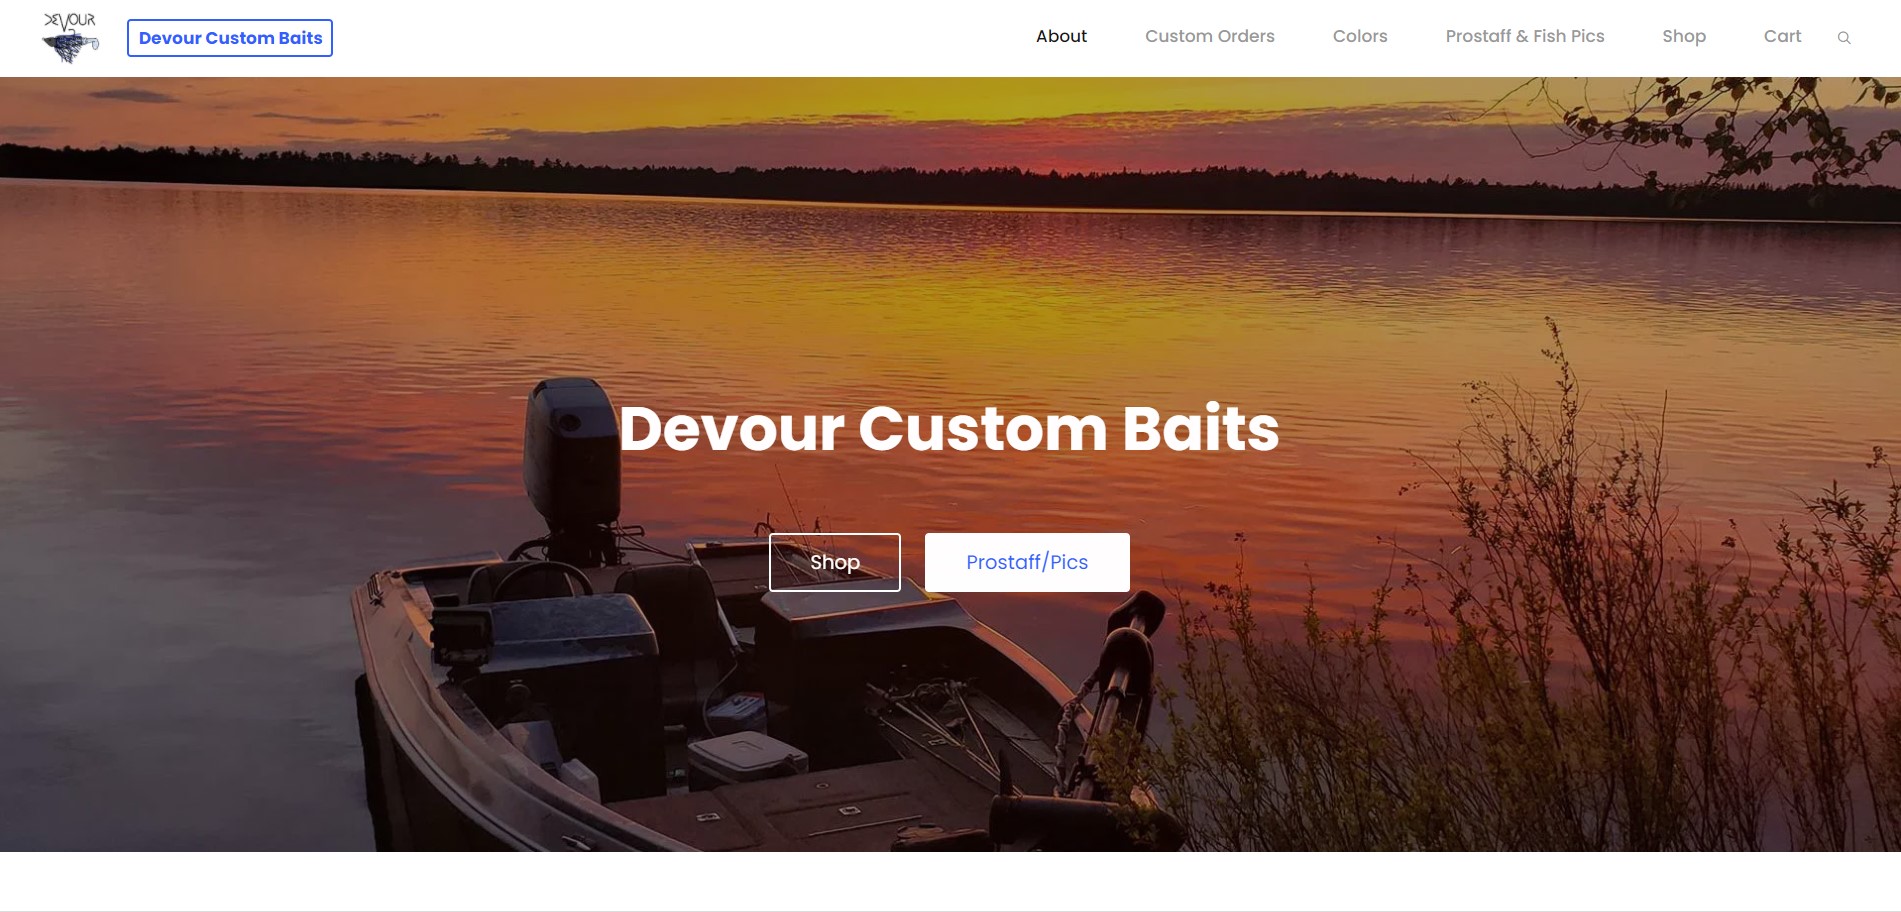 DEVOUR
Devour Custom Baits
About
Custom Orders
Colors
Prostaff & Fish Pics
Shop
Cart
Devour Custom Baits
Shop
Prostaff/Pics